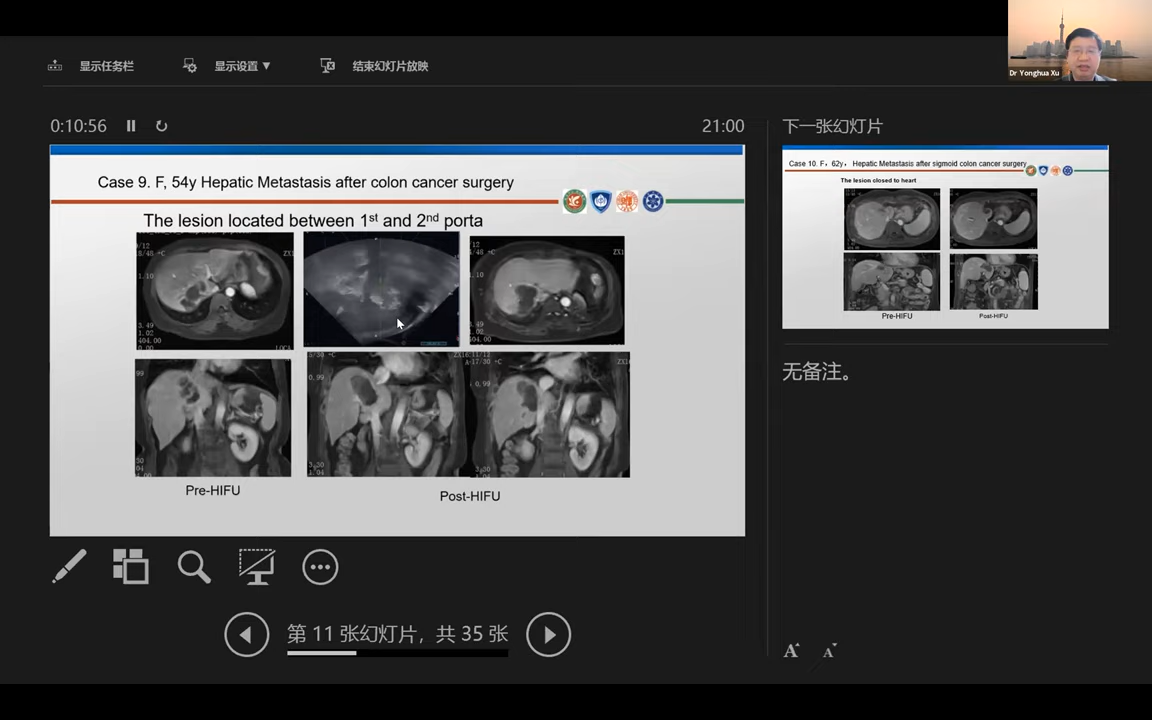 Dr Yonghua Xu
显示任务栏
显示设置 ▼
结束幻灯片放映
0:10:56
21:00
下一张幻灯片
Case 9. F, 54y Hepatic Metastasis after colon cancer surgery
The lesion located between 1st and 2nd porta
Pre-HIFU
Post-HIFU
Case 10. F, 62y, Hepatic Metastasis after sigmoid colon cancer surgery
The lesion closed to heart
Pre-HIFU
Post-HIFU
无备注。
第 11 张幻灯片，共 35 张